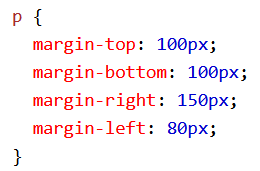 p {
  margin-top: 100px;
  margin-bottom: 100px;
  margin-right: 150px;
  margin-left: 80px;
}